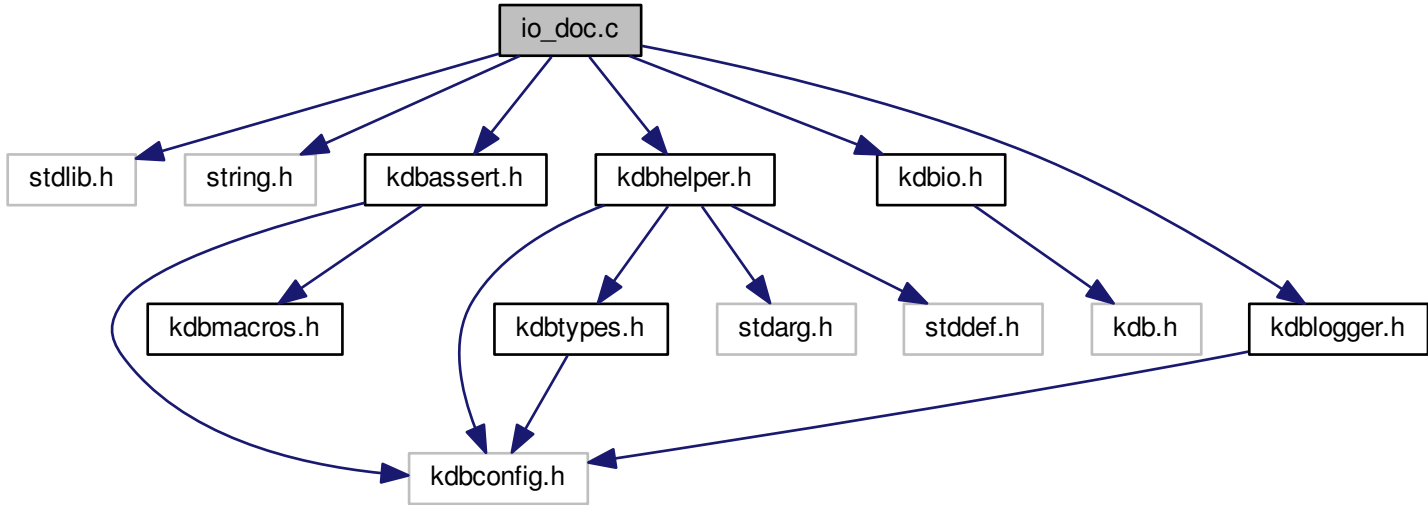 io_doc.c
stdlib.h
string.h
kdbassert.h
kdbhelper.h
kdbio.h
kdbmacros.h
kdbtypes.h
stdarg.h
stddef.h
kdb.h
kdblogger.h
kdbconfig.h